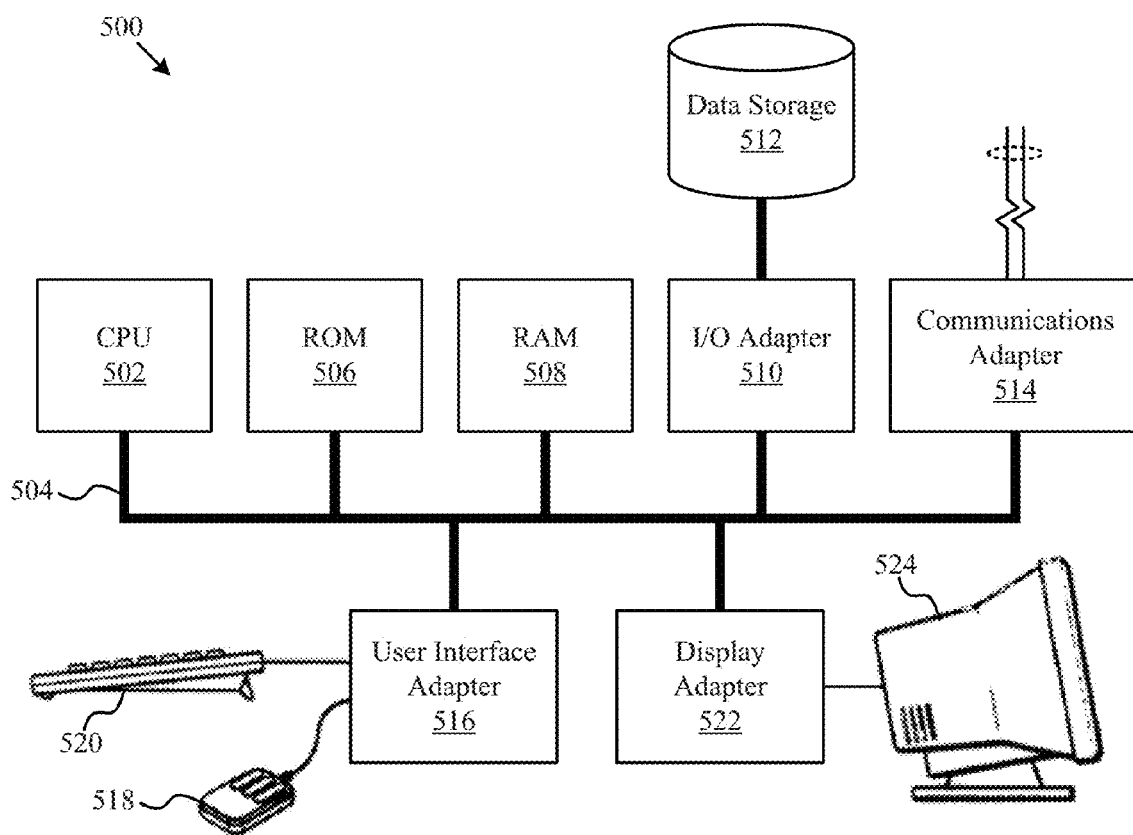 500
Data Storage
512
CPU
502
ROM
506
RAM
508
I/O Adapter
510
Communications
Adapter
514
504
524
User Interface
Adapter
516
Display
Adapter
522
520
518